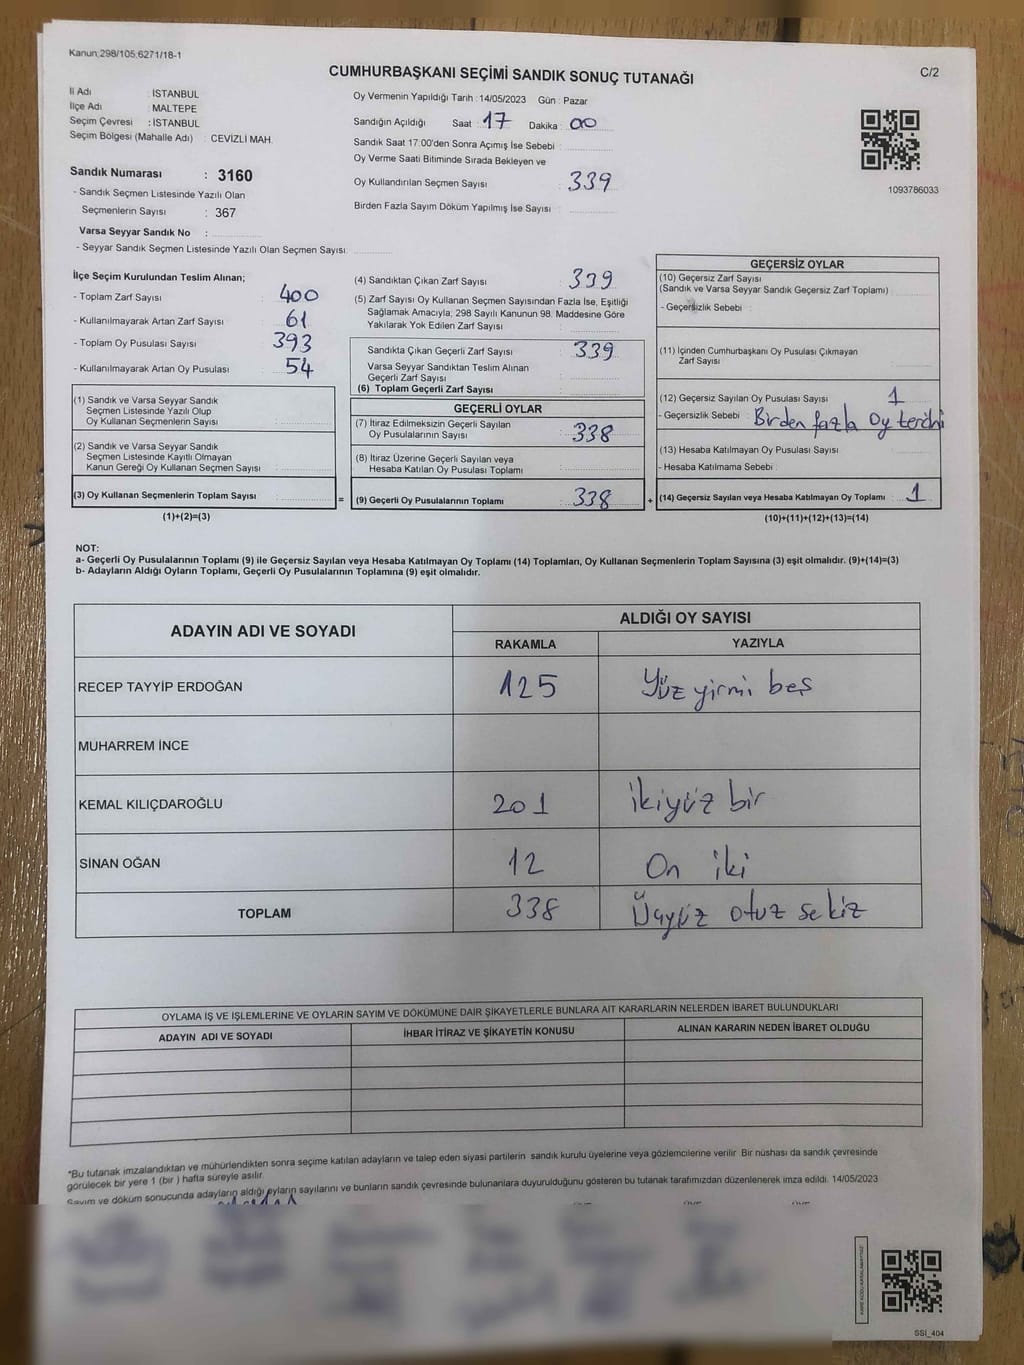 Kanun;298/105;6271/18-1
C/2
CUMHURBAŞKANI SEÇİMİ SANDIK SONUÇ TUTANAĞI
İl Adı : İSTANBUL
İlçe Adı : MALTEPE
Seçim Çevresi : İSTANBUL
Seçim Bölgesi (Mahalle Adı) : CEVİZLİ MAH.
Sandık Numarası : 3160
- Sandık Seçmen Listesinde Yazılı Olan
Seçmenlerin Sayısı : 367
Varsa Seyyar Sandık No :
- Seyyar Sandık Seçmen Listesinde Yazılı Olan Seçmen Sayısı:
Oy Vermenin Yapıldığı Tarih : 14/05/2023 Gün : Pazar
Sandığın Açıldığı Saat : 17 Dakika : 00
Sandık Saat 17:00'den Sonra Açımış İse Sebebi :
Oy Verme Saati Bitiminde Sırada Bekleyen ve
Oy Kullandırılan Seçmen Sayısı : 339
Birden Fazla Sayım Döküm Yapılmış İse Sayısı :
1093786033
İlçe Seçim Kurulundan Teslim Alınan;
- Toplam Zarf Sayısı : 400
- Kullanılmayarak Artan Zarf Sayısı : 61
- Toplam Oy Pusulası Sayısı : 393
- Kullanılmayarak Artan Oy Pusulası : 54
(1) Sandık ve Varsa Seyyar Sandık
Seçmen Listesinde Yazılı Olup
Oy Kullanan Seçmenlerin Sayısı :
(2) Sandık ve Varsa Seyyar Sandık
Seçmen Listesinde Kayıtlı Olmayan
Kanun Gereği Oy Kullanan Seçmen Sayısı :
(3) Oy Kullanan Seçmenlerin Toplam Sayısı :
(1)+(2)=(3)
=
(4) Sandıktan Çıkan Zarf Sayısı : 339
(5) Zarf Sayısı Oy Kullanan Seçmen Sayısından Fazla İse, Eşitliği
Sağlamak Amacıyla; 298 Sayılı Kanunun 98. Maddesine Göre
Yakılarak Yok Edilen Zarf Sayısı :
Sandıkta Çıkan Geçerli Zarf Sayısı : 339
Varsa Seyyar Sandıktan Teslim Alınan
Geçerli Zarf Sayısı :
(6) Toplam Geçerli Zarf Sayısı :
GEÇERLİ OYLAR
(7) İtiraz Edilmeksizin Geçerli Sayılan
Oy Pusulalarının Sayısı : 338
(8) İtiraz Üzerine Geçerli Sayılan veya
Hesaba Katılan Oy Pusulası Toplamı :
(9) Geçerli Oy Pusulalarının Toplamı : 338
+
GEÇERSİZ OYLAR
(10) Geçersiz Zarf Sayısı
(Sandık ve Varsa Seyyar Sandık Geçersiz Zarf Toplamı) :
- Geçersizlik Sebebi :
(11) İçinden Cumhurbaşkanı Oy Pusulası Çıkmayan
Zarf Sayısı :
(12) Geçersiz Sayılan Oy Pusulası Sayısı : 1
- Geçersizlik Sebebi : Birden fazla oy tercihi
(13) Hesaba Katılmayan Oy Pusulası Sayısı :
- Hesaba Katılmama Sebebi :
(14) Geçersiz Sayılan veya Hesaba Katılmayan Oy Toplamı : 1
(10)+(11)+(12)+(13)=(14)
NOT:
a- Geçerli Oy Pusulalarının Toplamı (9) ile Geçersiz Sayılan veya Hesaba Katılmayan Oy Toplamı (14) Toplamları, Oy Kullanan Seçmenlerin Toplam Sayısına (3) eşit olmalıdır. (9)+(14)=(3)
b- Adayların Aldığı Oyların Toplamı, Geçerli Oy Pusulalarının Toplamına (9) eşit olmalıdır.
ADAYIN ADI VE SOYADI
ALDIĞI OY SAYISI
RAKAMLA YAZIYLA
RECEP TAYYİP ERDOĞAN 125 Yüz yirmi beş
MUHARREM İNCE
KEMAL KILIÇDAROĞLU 201 İkiyüz bir
SİNAN OĞAN 12 On iki
TOPLAM 338 Üçyüz otuz sekiz
OYLAMA İŞ VE İŞLEMLERİNE VE OYLARIN SAYIM VE DÖKÜMÜNE DAİR ŞİKAYETLERLE BUNLARA AİT KARARLARIN NELERDEN İBARET BULUNDUKLARI
ADAYIN ADI VE SOYADI İHBAR İTİRAZ VE ŞİKAYETİN KONUSU ALINAN KARARIN NEDEN İBARET OLDUĞU
*Bu tutanak imzalandıktan ve mühürlendikten sonra seçime katılan adayların ve talep eden siyasi partilerin sandık kurulu üyelerine veya gözlemcilerine verilir. Bir nüshası da sandık çevresinde
görülecek bir yere 1 (bir ) hafta süreyle asılır.
Sayım ve döküm sonucunda adayların aldığı oyların sayılarını ve bunların sandık çevresinde bulunanlara duyurulduğunu gösteren bu tutanak tarafımızdan düzenlenerek imza edildi. 14/05/2023
SSİ_404